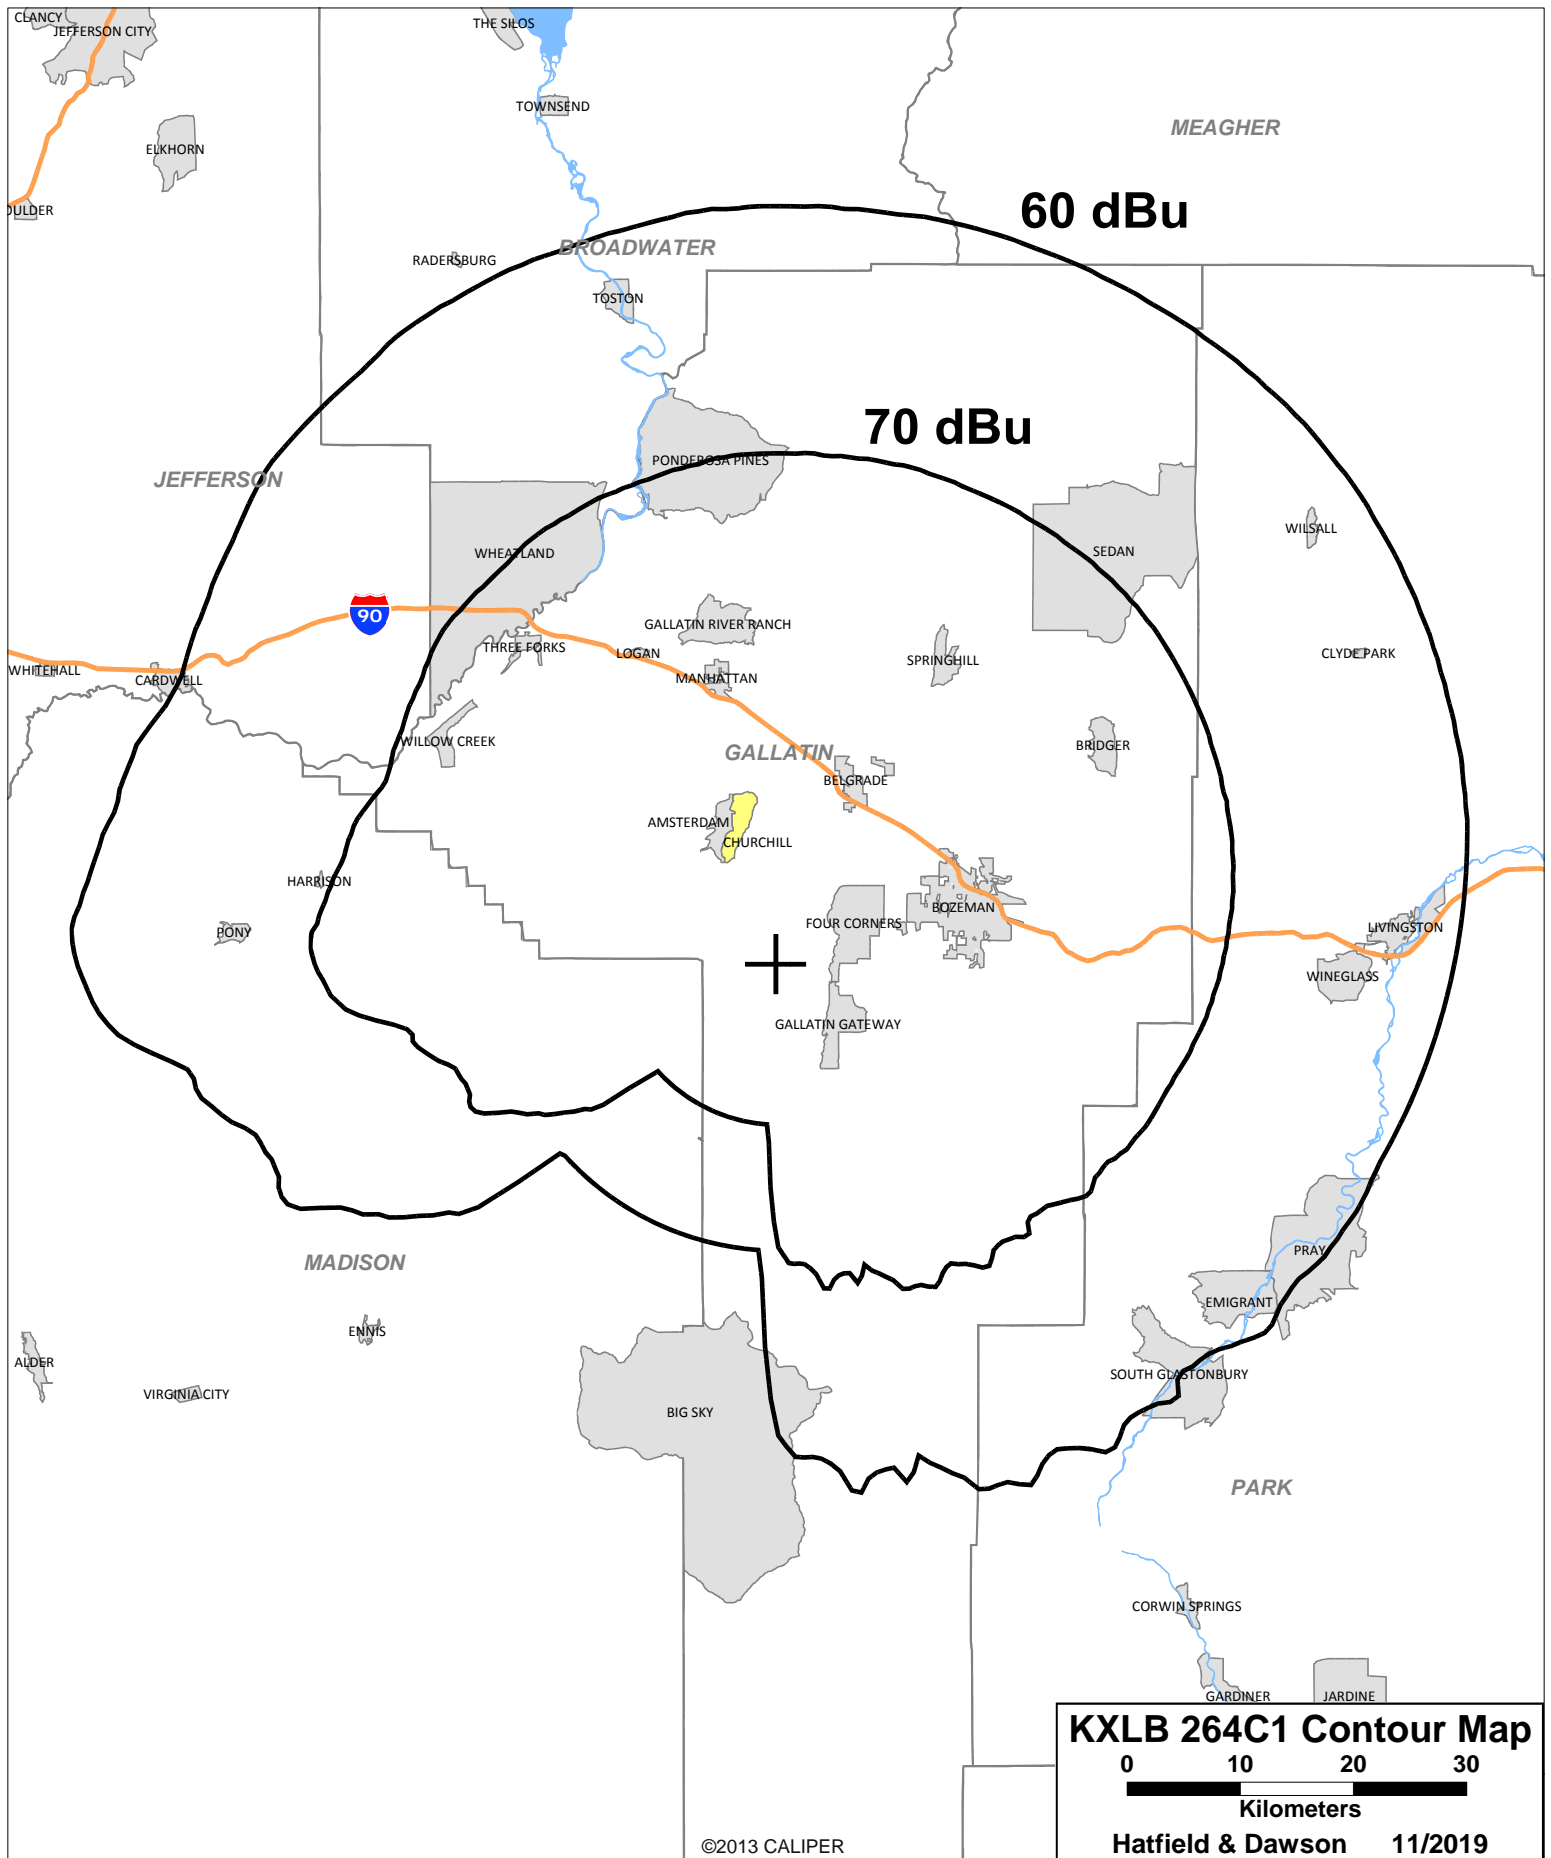 CLANCY
THE SILOS
JEFFERSON CITY
TOWNSEND
MEAGHER
ELKHORN
60 dBu
OULDER
BROADWATER
RADERSBURG
TOSTON
70 dBu
PONDEROSA PINES
JEFFERSON
WILSALL
WHEATLAND
SEDAN
90
GALLATIN RIVER RANCH
THREE FORKS
LOGAN
SPRINGHILL
CLYDE PARK
WHITEHALL
CARDWELL
MANHATTAN
WILLOW CREEK
BRIDGER
GALLATIN
BELGRADE
AMSTERDAM
CHURCHILL
HARRISON
BOZEMAN
PONY
FOUR CORNERS
LIVINGSTON
WINEGLASS
GALLATIN GATEWAY
PRAY
MADISON
EMIGRANT
ENNIS
ALDER
SOUTH GLASTONBURY
VIRGINIA CITY
BIG SKY
PARK
CORWIN SPRINGS
GARDINER
JARDINE
KXLB 264C1 Contour Map
0 10 20 30
Kilometers
©2013 CALIPER
Hatfield & Dawson 11/2019